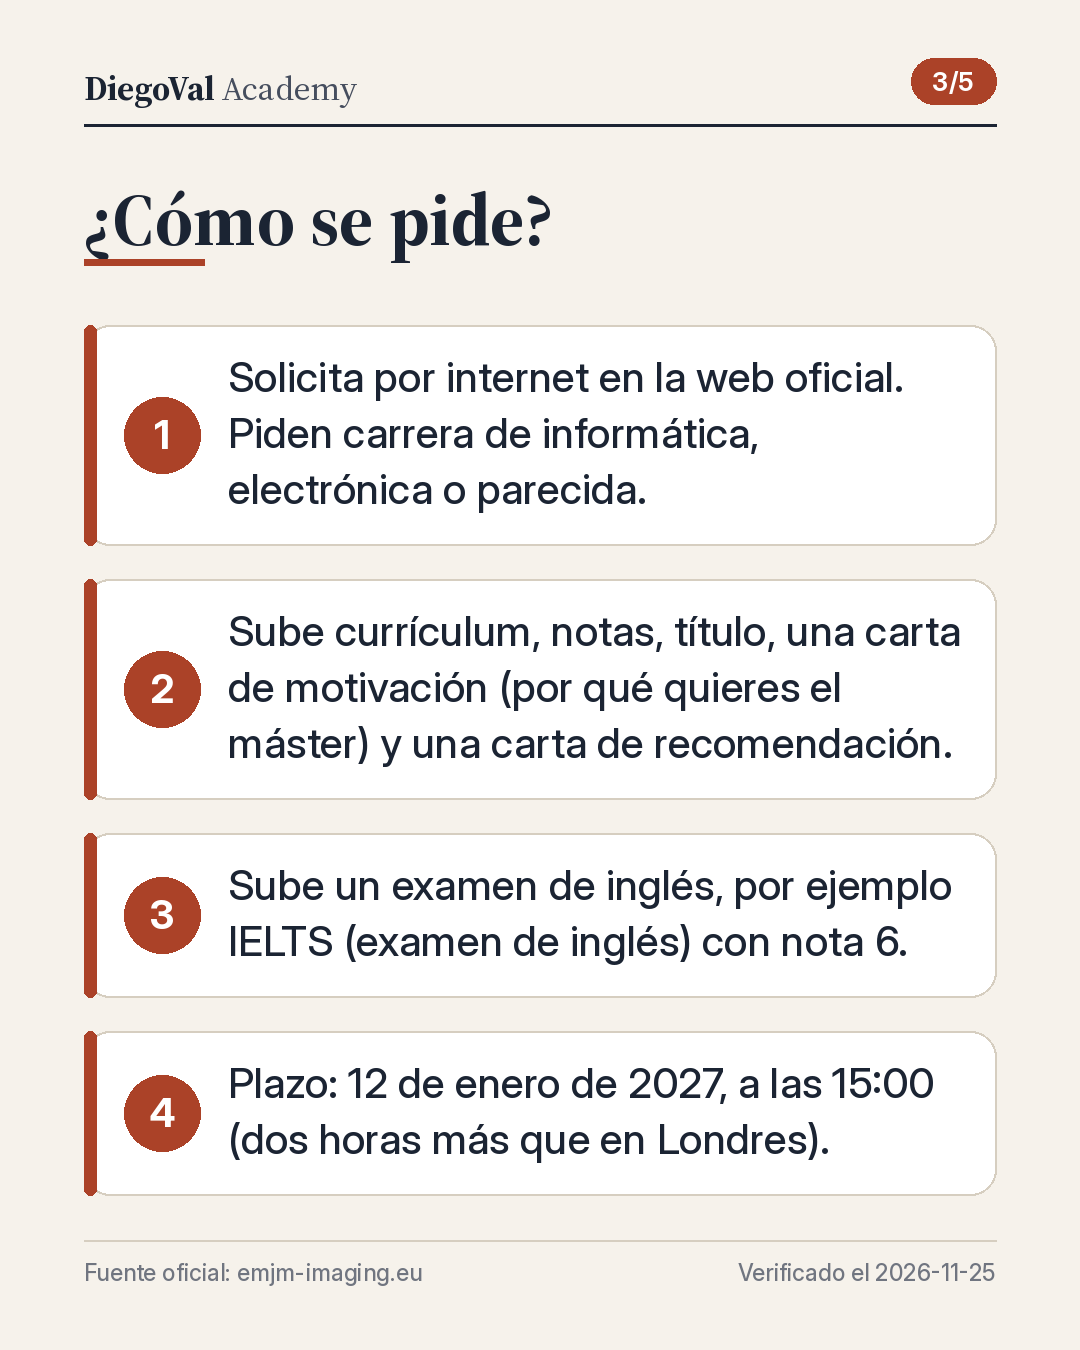 DiegoVal Academy
3/5
¿Cómo se pide?
1
Solicita por internet en la web oficial.
Piden carrera de informática,
electrónica o parecida.
2
Sube currículum, notas, título, una carta
de motivación (por qué quieres el
máster) y una carta de recomendación.
3
Sube un examen de inglés, por ejemplo
IELTS (examen de inglés) con nota 6.
4
Plazo: 12 de enero de 2027, a las 15:00
(dos horas más que en Londres).
Fuente oficial: emjm-imaging.eu
Verificado el 2026-11-25